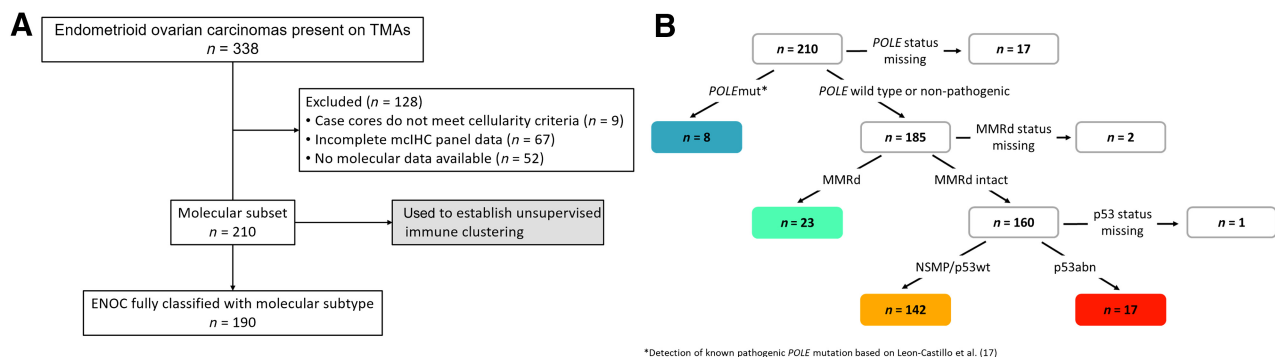 A
Endometrioid ovarian carcinomas present on TMAs
n = 338
Excluded (n = 128)
• Case cores do not meet cellularity criteria (n = 9)
• Incomplete mcIHC panel data (n = 67)
• No molecular data available (n = 52)
Molecular subset
n = 210
Used to establish unsupervised
immune clustering
ENOC fully classified with molecular subtype
n = 190
B
n = 210
POLE status
missing
n = 17
POLEmut*
POLE wild type or non-pathogenic
n = 8
n = 185
MMRd status
missing
n = 2
MMRd
MMRd intact
n = 23
n = 160
p53 status
missing
n = 1
NSMP/p53wt
p53abn
n = 142
n = 17
*Detection of known pathogenic POLE mutation based on Leon-Castillo et al. (17)